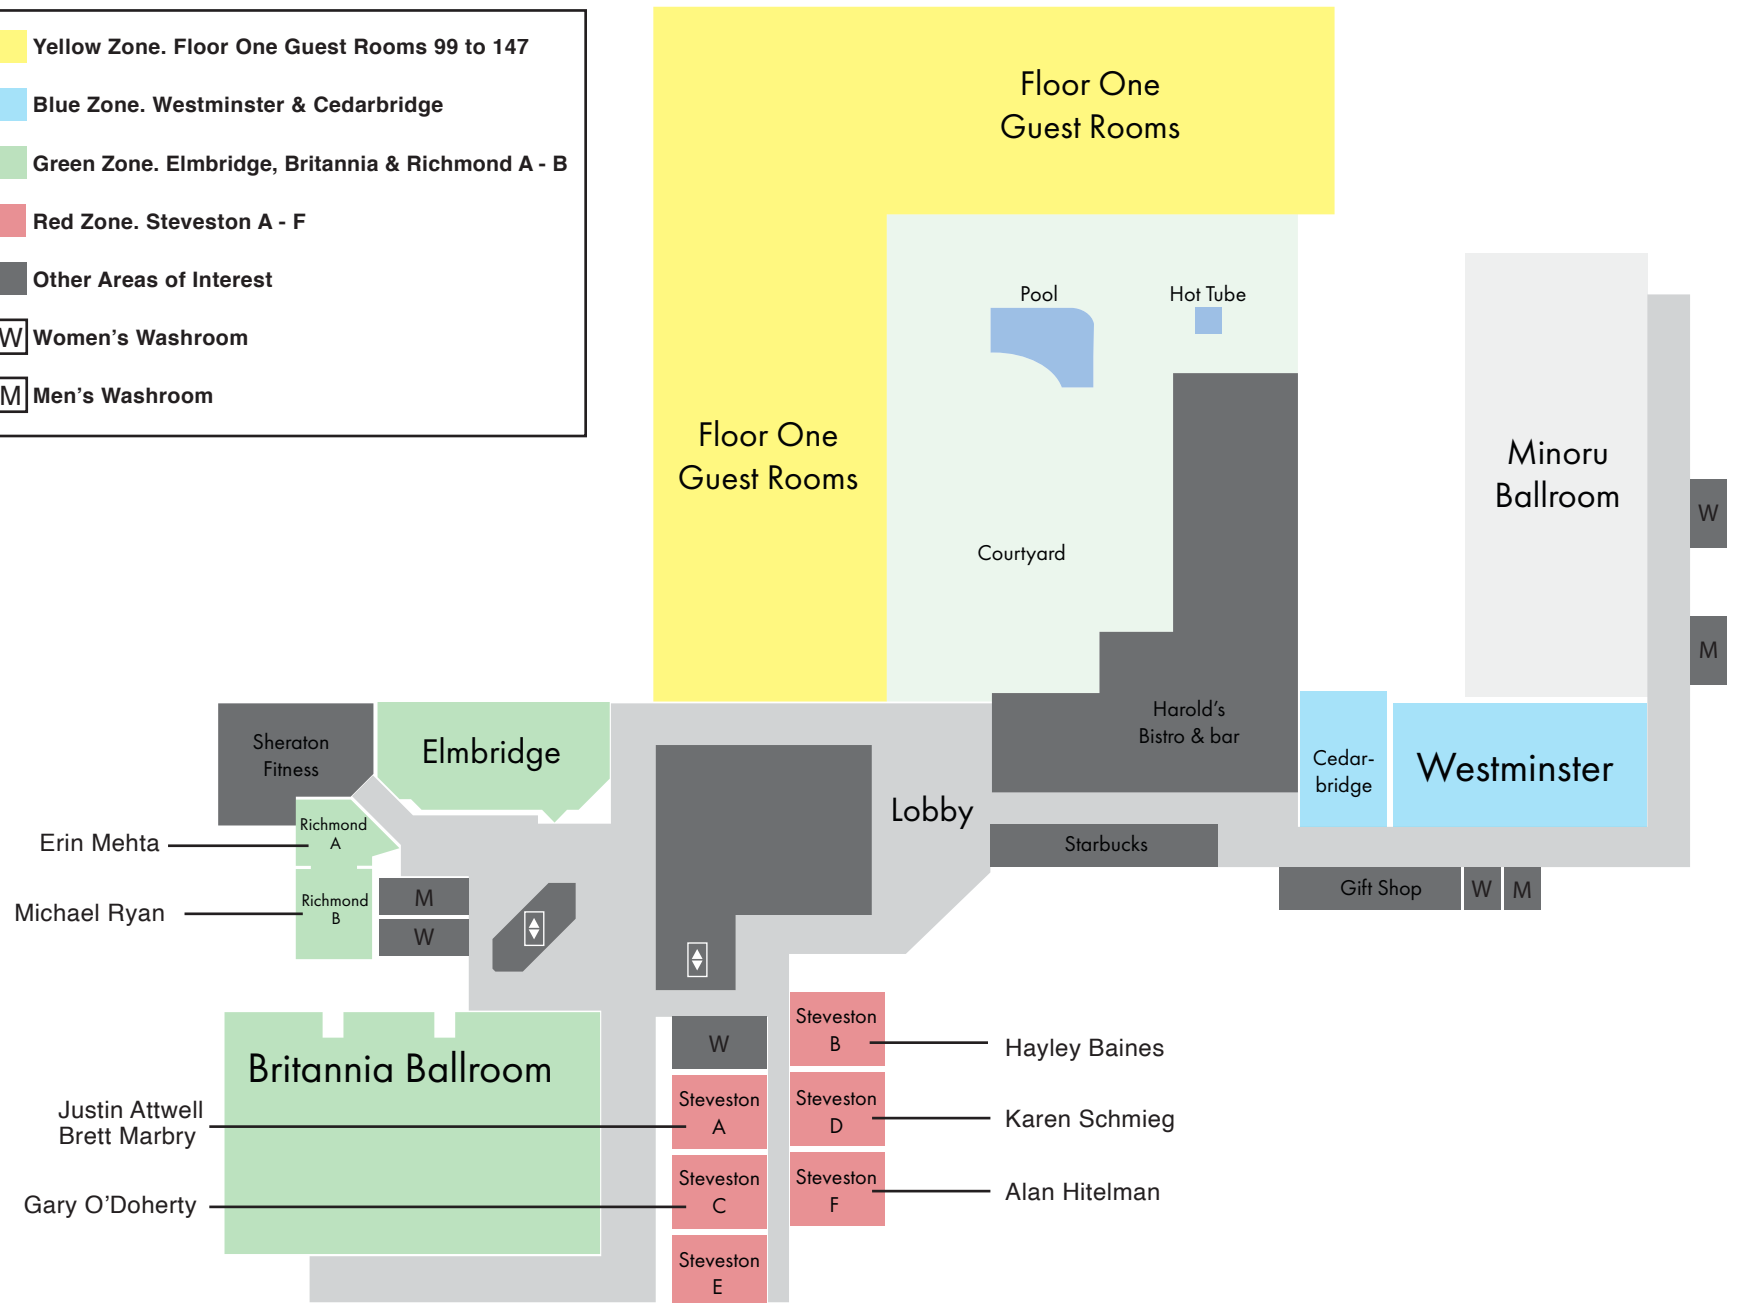 Yellow Zone. Floor One Guest Rooms 99 to 147
Blue Zone. Westminster & Cedarbridge
Green Zone. Elmbridge, Britannia & Richmond A - B
Red Zone. Steveston A - F
Other Areas of Interest
W Women's Washroom
M Men's Washroom
Floor One
Guest Rooms
Pool
Hot Tube
Floor One
Guest Rooms
Minoru
Ballroom
W
Courtyard
M
Harold's
Bistro & bar
Sheraton
Fitness
Elmbridge
Cedar-
bridge
Westminster
Lobby
Starbucks
Richmond
A
Erin Mehta
Gift Shop
W
M
Richmond
B
Michael Ryan
M
W
Steveston
B
Hayley Baines
W
Britannia Ballroom
Justin Attwell
Brett Marbry
Steveston
A
Steveston
D
Karen Schmieg
Gary O'Doherty
Steveston
C
Steveston
F
Alan Hitelman
Steveston
E